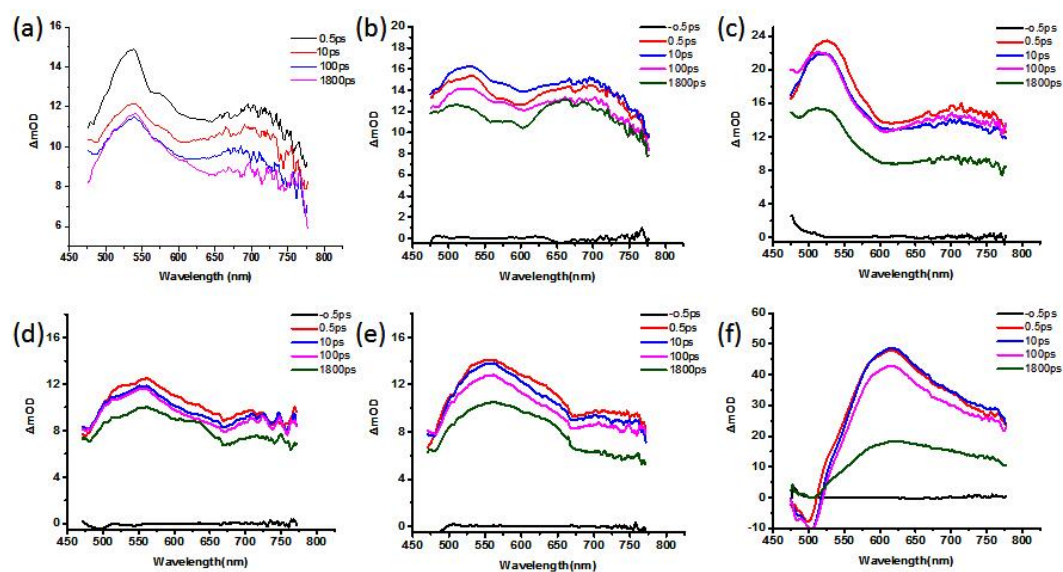 (a)
0.5ps
10ps
100ps
1800ps
16
14
12
10
8
6
ΔmOD
450 500 550 600 650 700 750 800
Wavelength (nm)
(b)
-o.5ps
0.5ps
10ps
100ps
1800ps
20
18
16
14
12
10
8
6
4
2
0
ΔmOD
450 500 550 600 650 700 750 800
Wavelength(nm)
(c)
-o.5ps
0.5ps
10ps
100ps
1800ps
24
20
16
12
8
4
0
ΔmOD
450 500 550 600 650 700 750 800
Wavelength(nm)
(d)
-o.5ps
0.5ps
10ps
100ps
1800ps
16
12
8
4
0
ΔmOD
450 500 550 600 650 700 750 800
Wavelength(nm)
(e)
-o.5ps
0.5ps
10ps
100ps
1800ps
16
12
8
4
0
ΔmOD
450 500 550 600 650 700 750 800
Wavelength(nm)
(f)
-o.5ps
0.5ps
10ps
100ps
1800ps
60
50
40
30
20
10
0
-10
ΔmOD
450 500 550 600 650 700 750 800
Wavelength(nm)